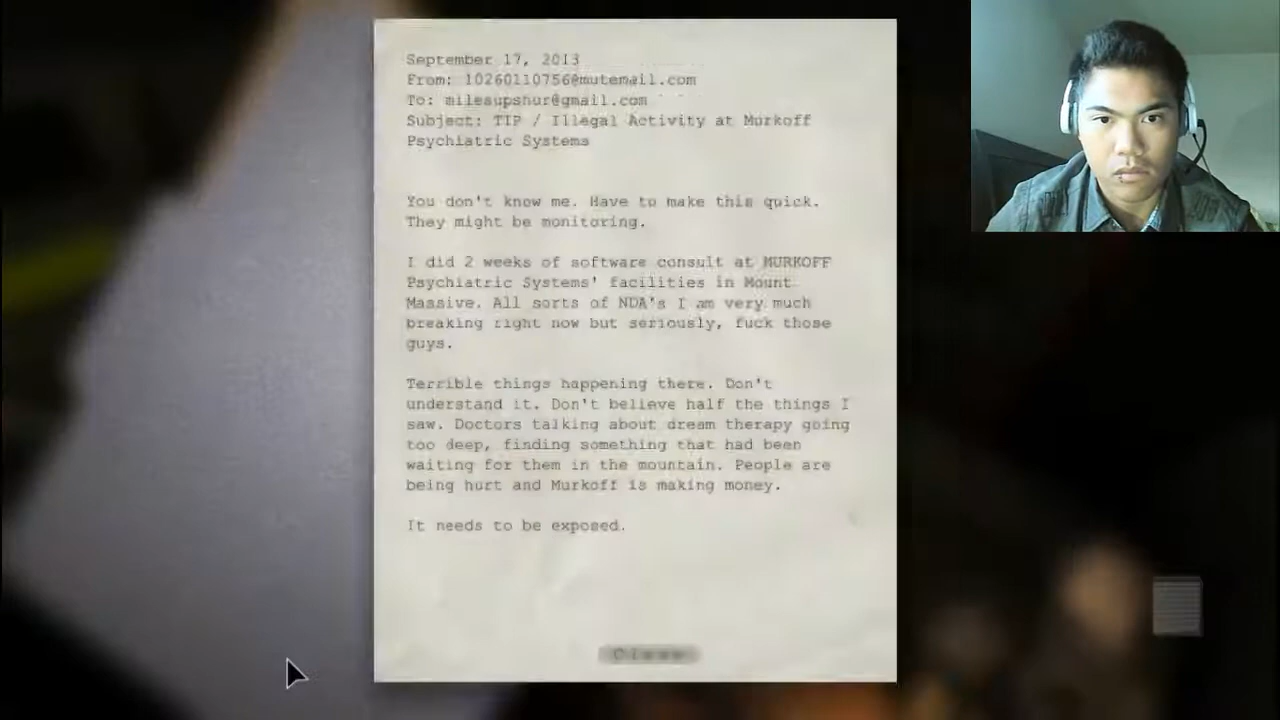 September 17, 2013
From: 10260110756@mutemail.com
To: milesupshur@gmail.com
Subject: TIP / Illegal Activity at Murkoff
Psychiatric Systems
You don't know me. Have to make this quick.
They might be monitoring.
I did 2 weeks of software consult at MURKOFF
Psychiatric Systems' facilities in Mount
Massive. All sorts of NDA's I am very much
breaking right now but seriously, fuck those
guys.
Terrible things happening there. Don't
understand it. Don't believe half the things I
saw. Doctors talking about dream therapy going
too deep, finding something that had been
waiting for them in the mountain. People are
being hurt and Murkoff is making money.
It needs to be exposed.
Close